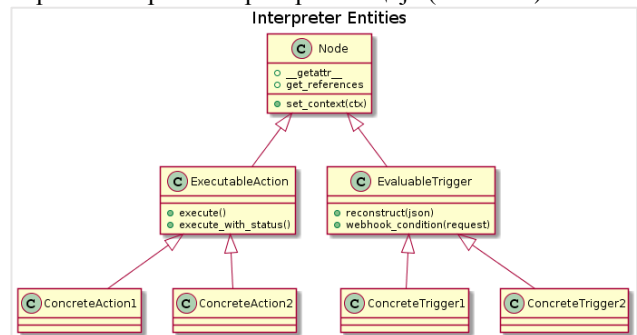 Interpreter Entities
C Node
__getattr__
get_references
set_context(ctx)
C ExecutableAction
execute()
execute_with_status()
C EvaluableTrigger
reconstruct(json)
webhook_condition(request)
C ConcreteAction1
C ConcreteAction2
C ConcreteTrigger1
C ConcreteTrigger2